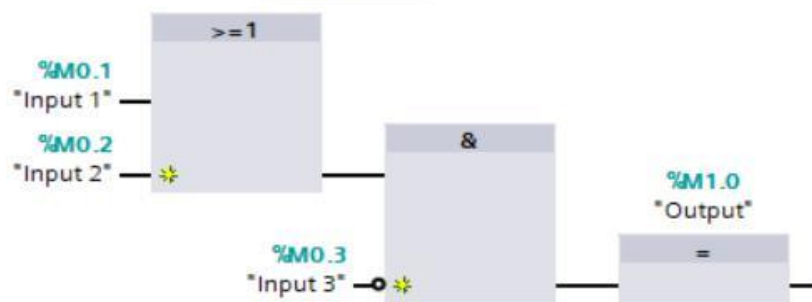 >=1
%M0.1
"Input 1"
%M0.2
"Input 2"
&
%M1.0
"Output"
%M0.3
"Input 3"
=